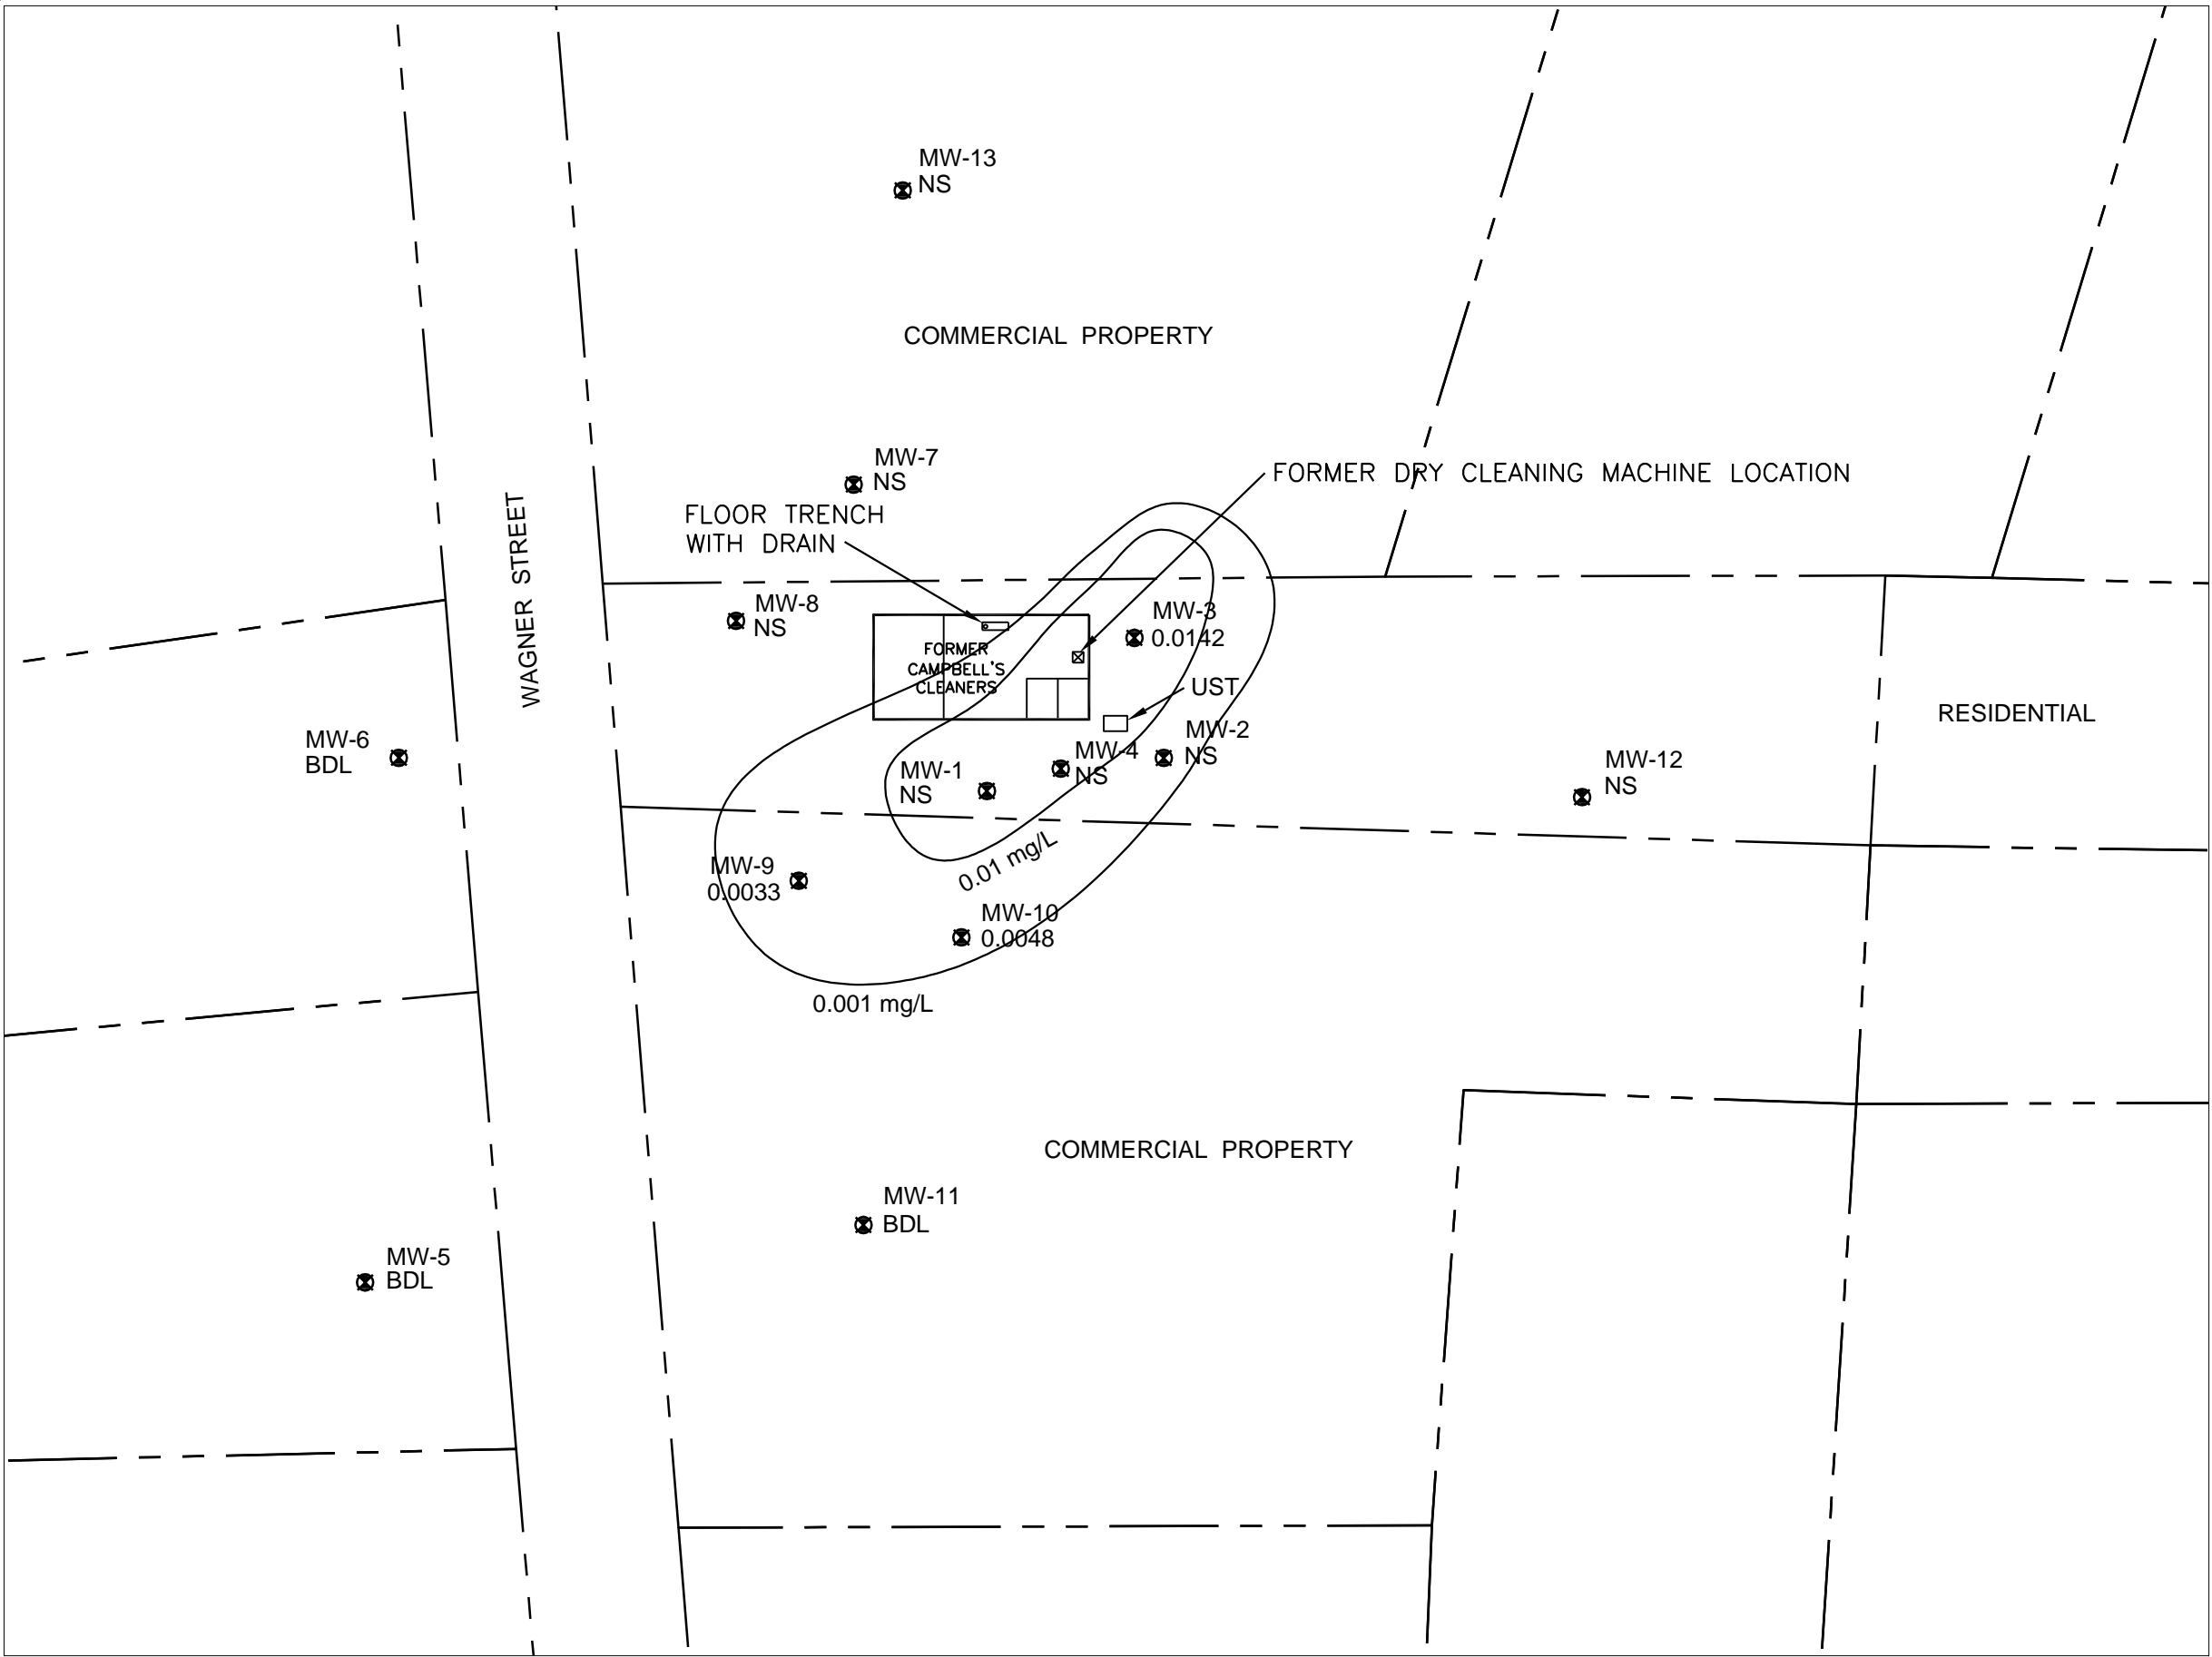 MW-13
NS
COMMERCIAL PROPERTY
MW-7
NS
FORMER DRY CLEANING MACHINE LOCATION
FLOOR TRENCH
WITH DRAIN
WAGNER STREET
MW-8
NS
MW-3
0.0142
FORMER
CAMPBELL'S
CLEANERS
UST
RESIDENTIAL
MW-6
BDL
MW-2
NS
MW-4
NS
MW-1
NS
MW-12
NS
0.01 mg/L
MW-9
0.0033
MW-10
0.0048
0.001 mg/L
COMMERCIAL PROPERTY
MW-11
BDL
MW-5
BDL